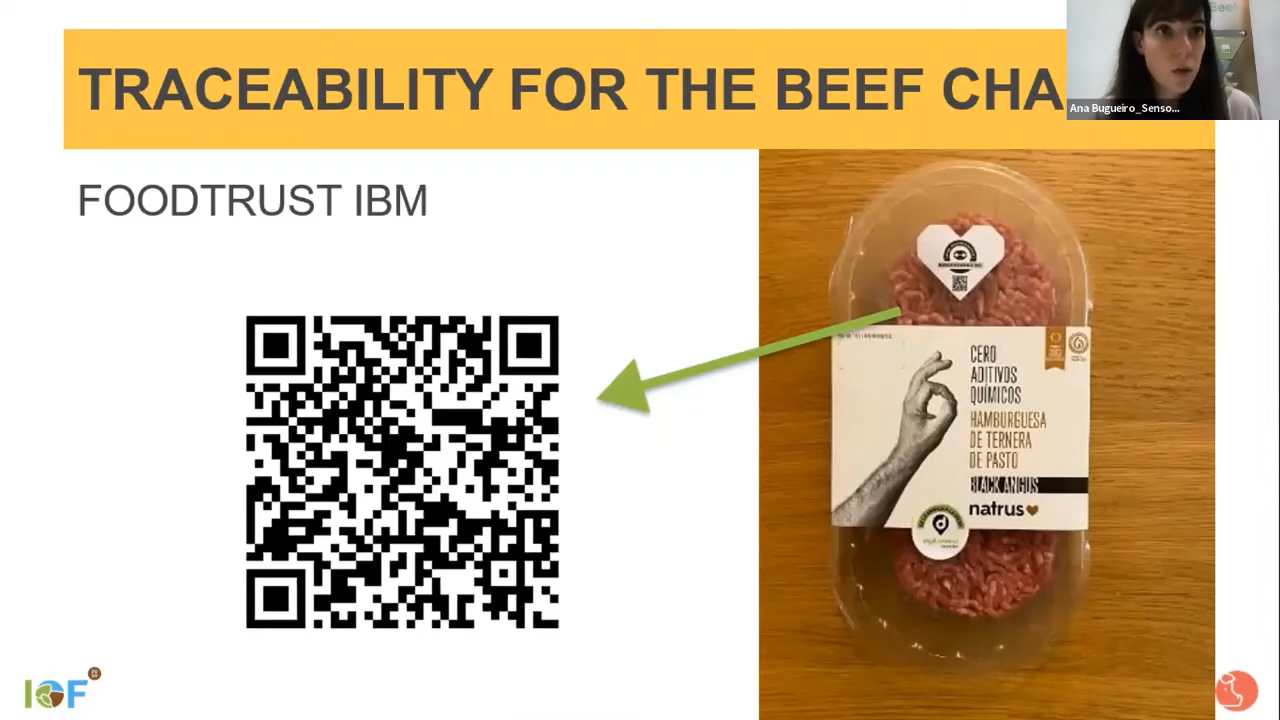 TRACEABILITY FOR THE BEEF CHA
Beef
Ana Bugueiro_Senso...
FOODTRUST IBM
CERO
ADITIVOS
QUÍMICOS
HAMBURGUESA
DE TERNERA
DE PASTO
BLACK ANGUS
natrus